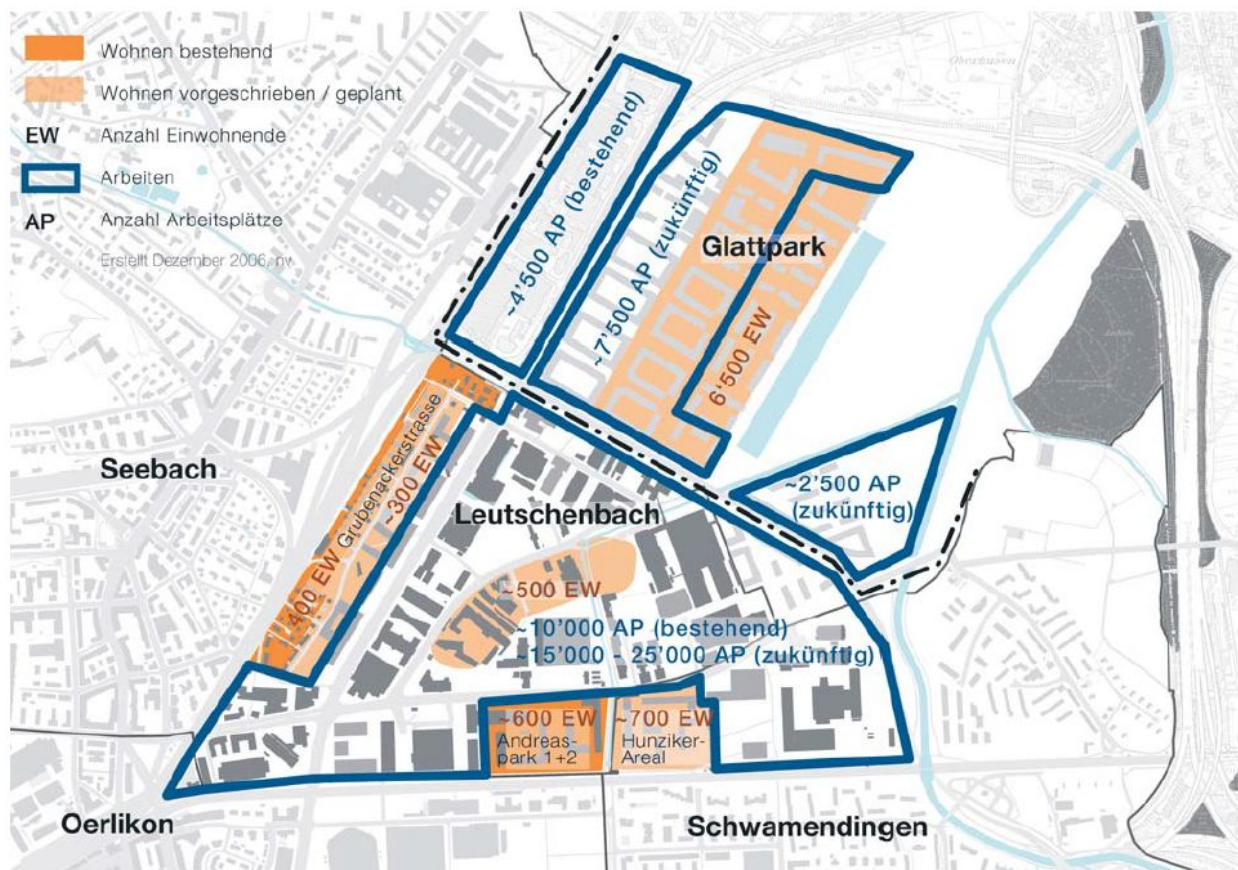 Wohnen bestehend
Wohnen vorgeschrieben / geplant
EW Anzahl Einwohnende
Arbeiten
AP Anzahl Arbeitsplätze
Erstellt Dezember 2006, nv
~4'500 AP (bestehend)
~7'500 AP (zukünftig)
Glattpark
6'500 EW
Seebach
400 EW
Grubenackerstrasse
~300 EW
Leutschenbach
~2'500 AP
(zukünftig)
~500 EW
~10'000 AP (bestehend)
~15'000 - 25'000 AP (zukünftig)
~600 EW
Andreas-
park 1+2
~700 EW
Hunziker-
Areal
Oerlikon
Schwamendingen